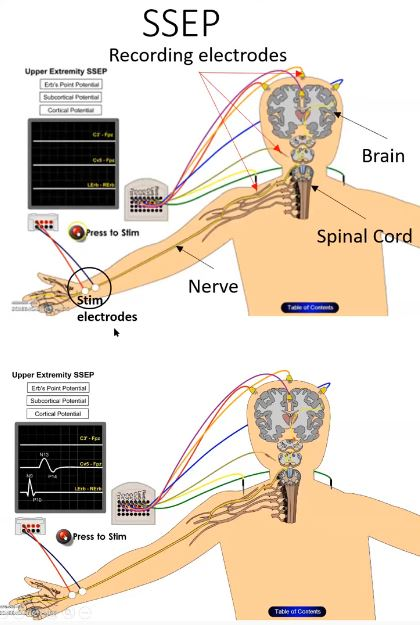 SSEP
Recording electrodes
Upper Extremity SSEP
Erb's Point Potential
Subcortical Potential
Cortical Potential
C3' - Fpz
Cv5 - Fpz
LErb - RErb
Brain
Press to Stim
Spinal Cord
Nerve
Stim
electrodes
Table of Contents
Upper Extremity SSEP
Erb's Point Potential
Subcortical Potential
Cortical Potential
C3' - Fpz
N13
Cv5 - Fpz
P14
N9
LErb - RErb
P10
Press to Stim
Table of Contents